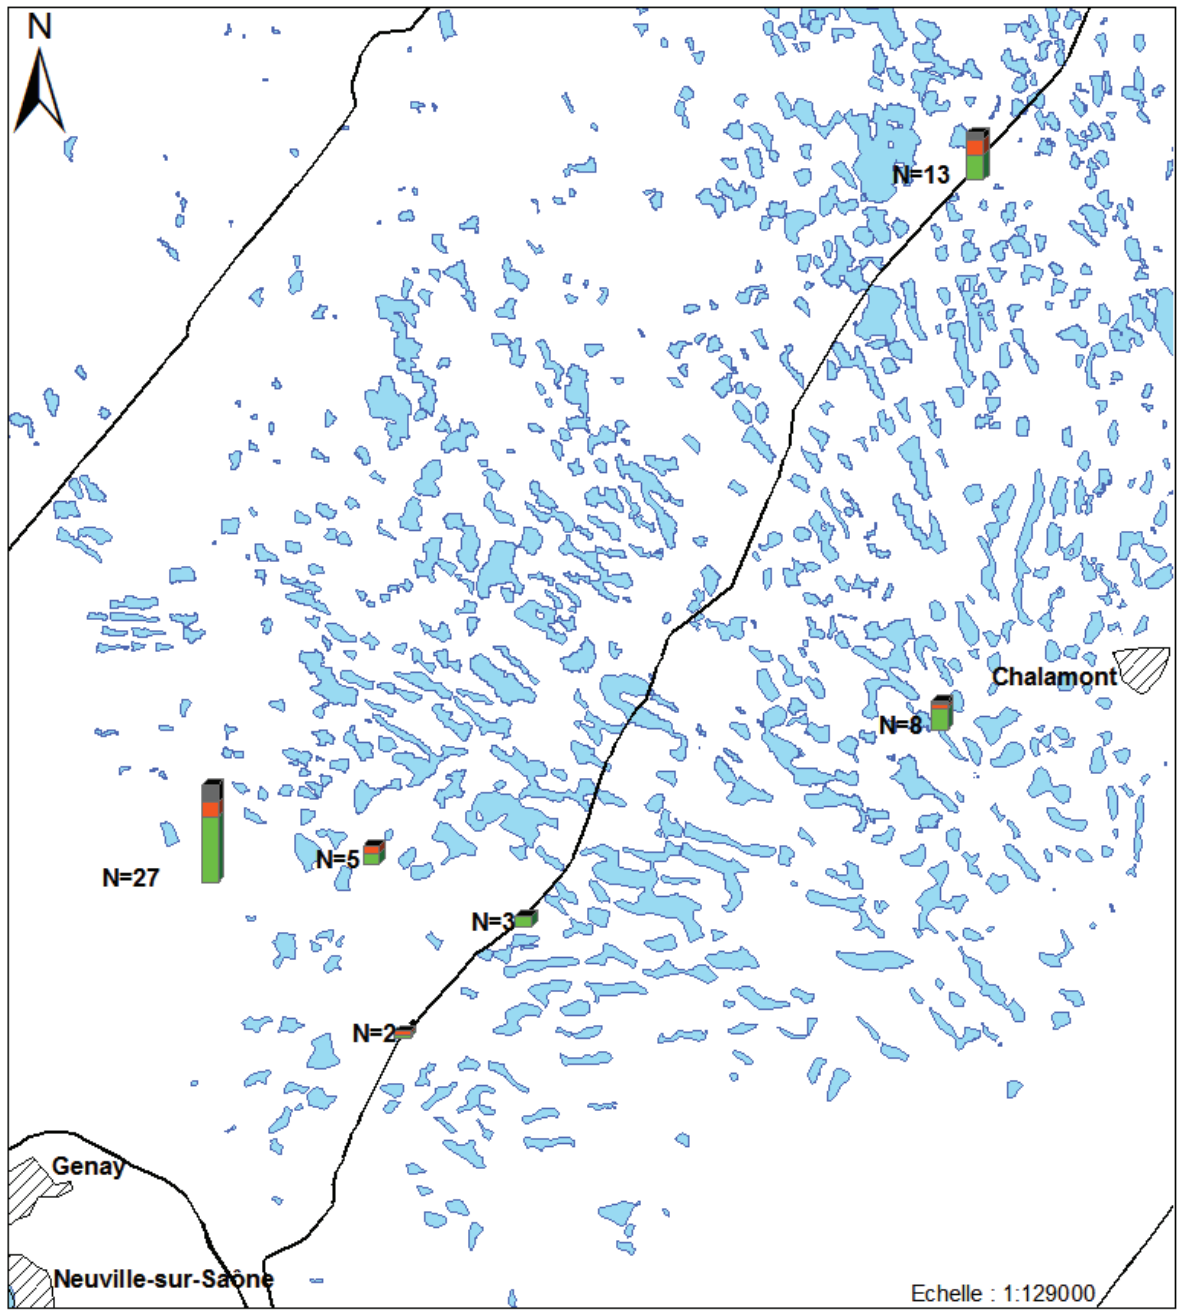 N
N=13
Chalamont
N=8
N=5
N=27
N=3
N=2
Genay
Neuville-sur-Saône
Echelle : 1:129000